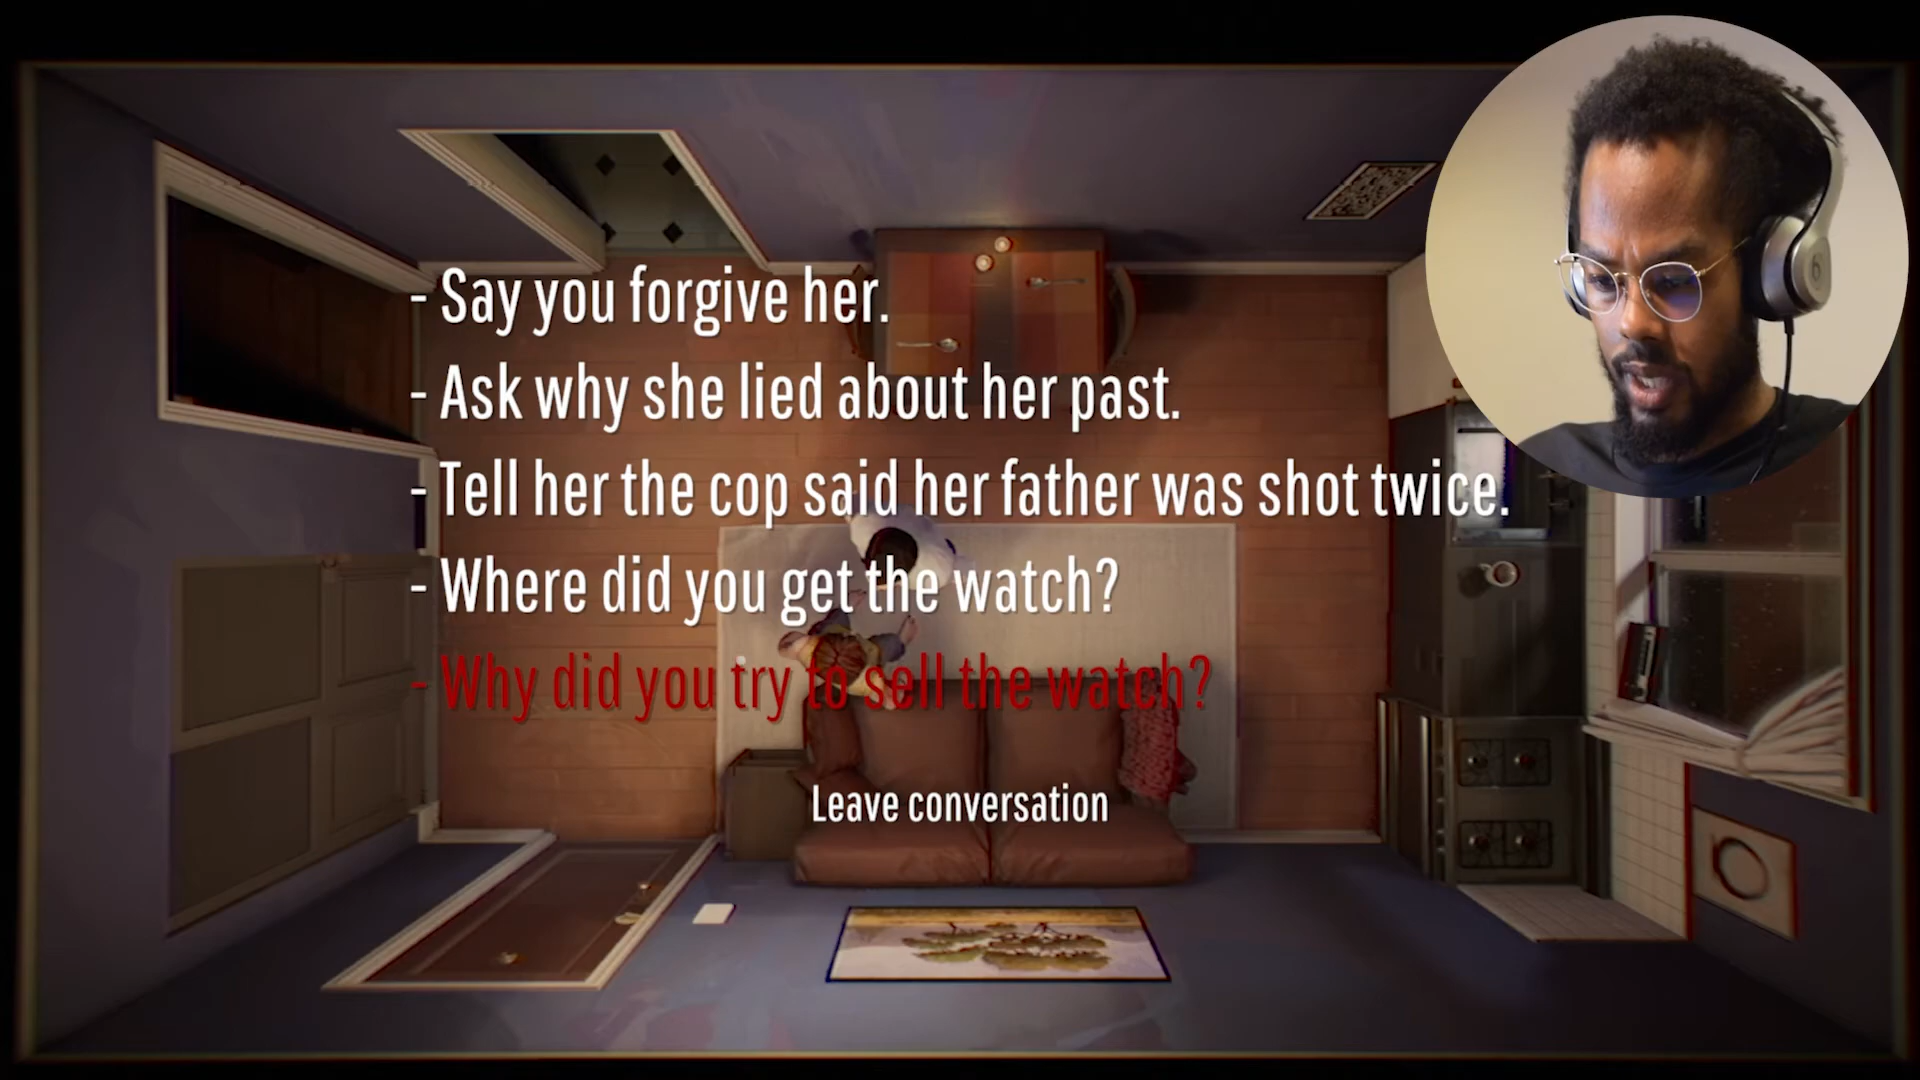 - Say you forgive her.
- Ask why she lied about her past.
- Tell her the cop said her father was shot twice.
- Where did you get the watch?
- Why did you try to sell the watch?
Leave conversation